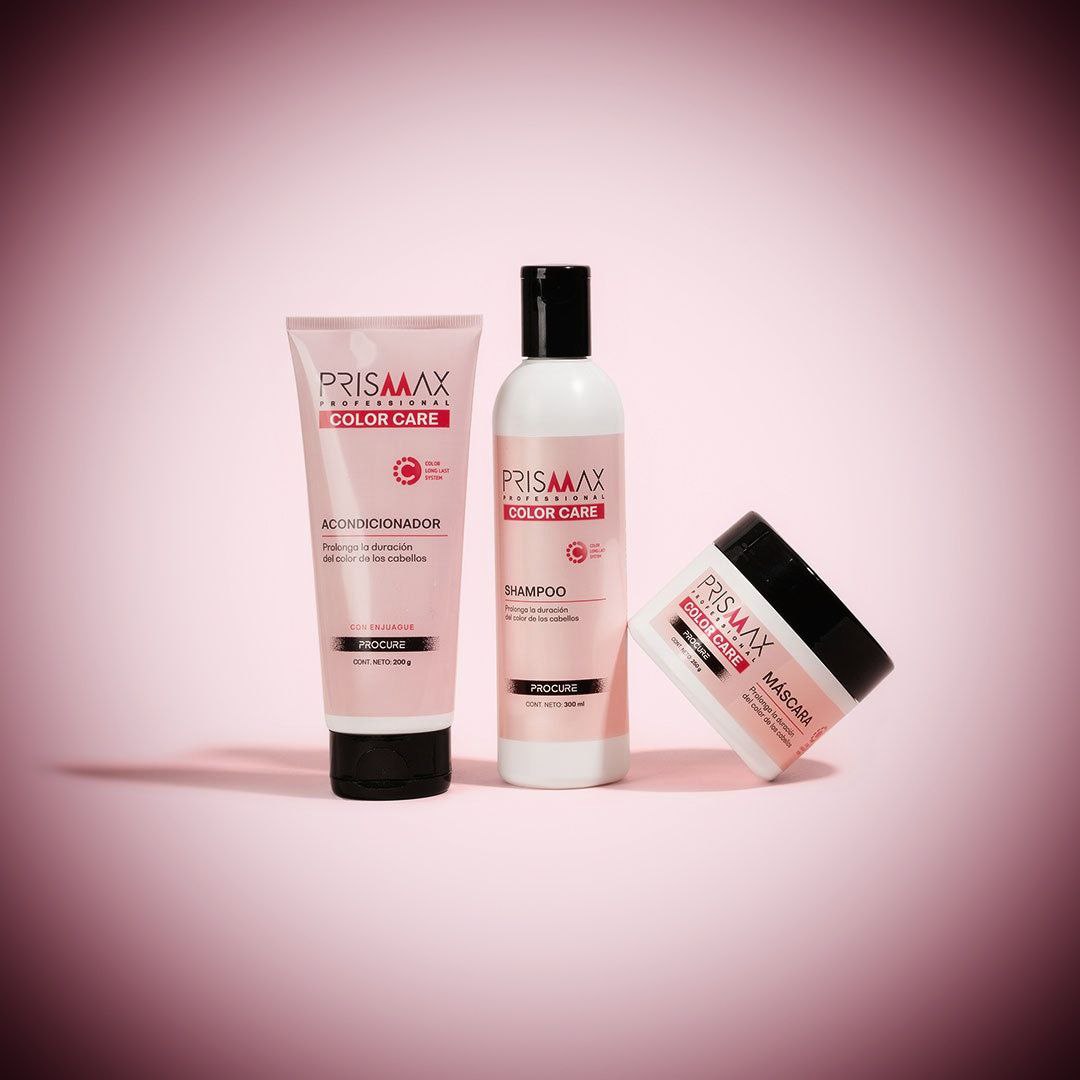 PRISMAX
PROFESSIONAL
COLOR CARE
COLOR
LONG LAST
SYSTEM
ACONDICIONADOR
Prolonga la duración
del color de los cabellos
CON ENJUAGUE
PROCURE
CONT. NETO: 200 g
PRISMAX
PROFESSIONAL
COLOR CARE
COLOR
LONG LAST
SYSTEM
SHAMPOO
Prolonga la duración
del color de los cabellos
PROCURE
CONT. NETO: 300 ml
PRISMAX
PROFESSIONAL
COLOR CARE
PROCURE
CONT. NETO: 250 g
MÁSCARA
Prolonga la duración
del color de los cabellos